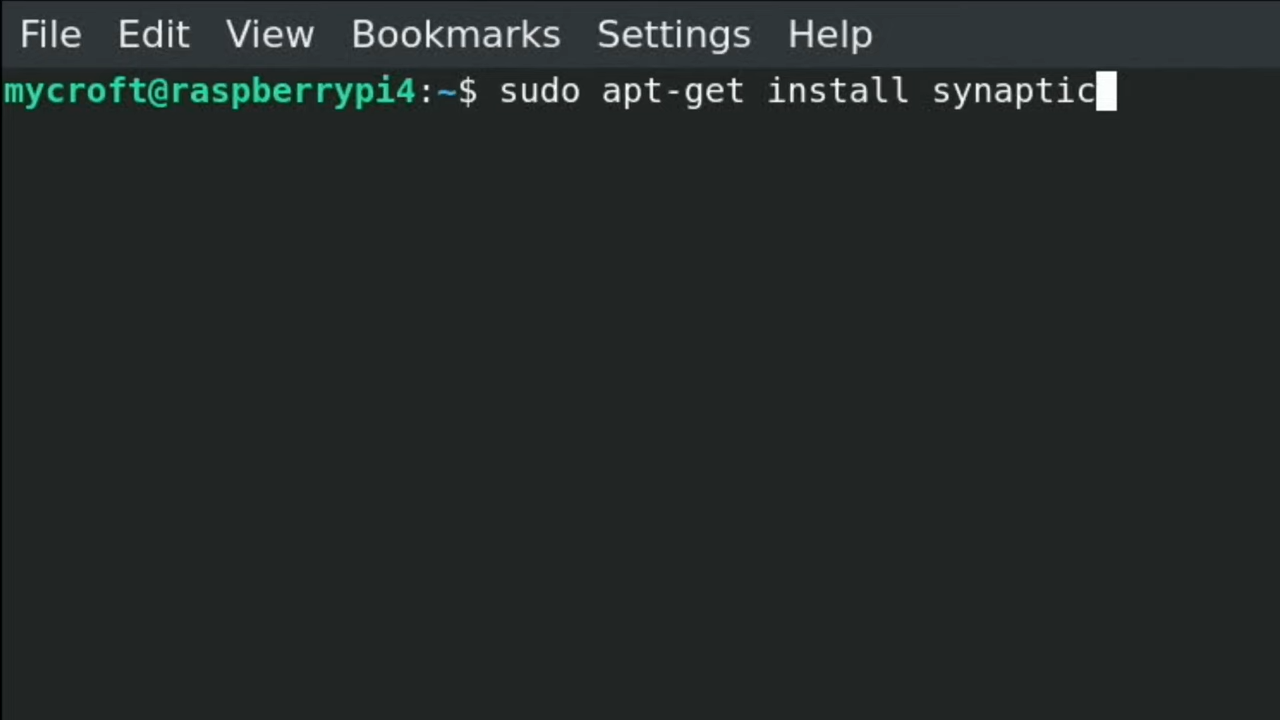 File Edit View Bookmarks Settings Help
mycroft@raspberrypi4:~$ sudo apt-get install synaptic